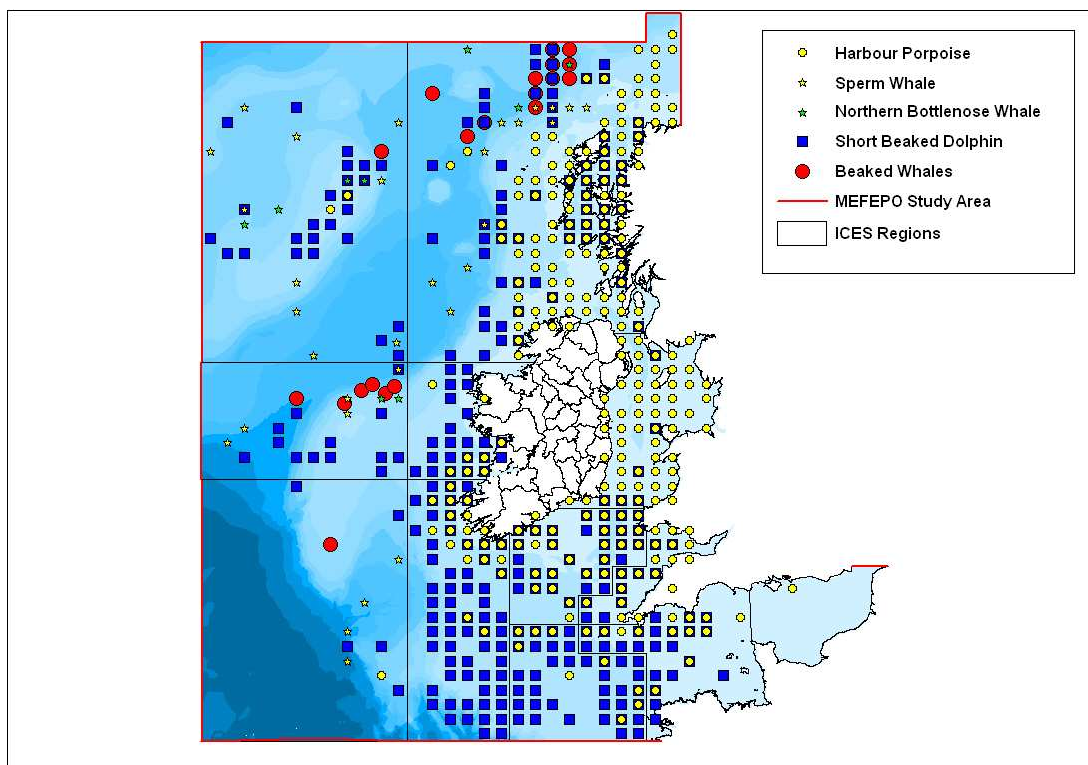 Harbour Porpoise
Sperm Whale
Northern Bottlenose Whale
Short Beaked Dolphin
Beaked Whales
MEFEPO Study Area
ICES Regions